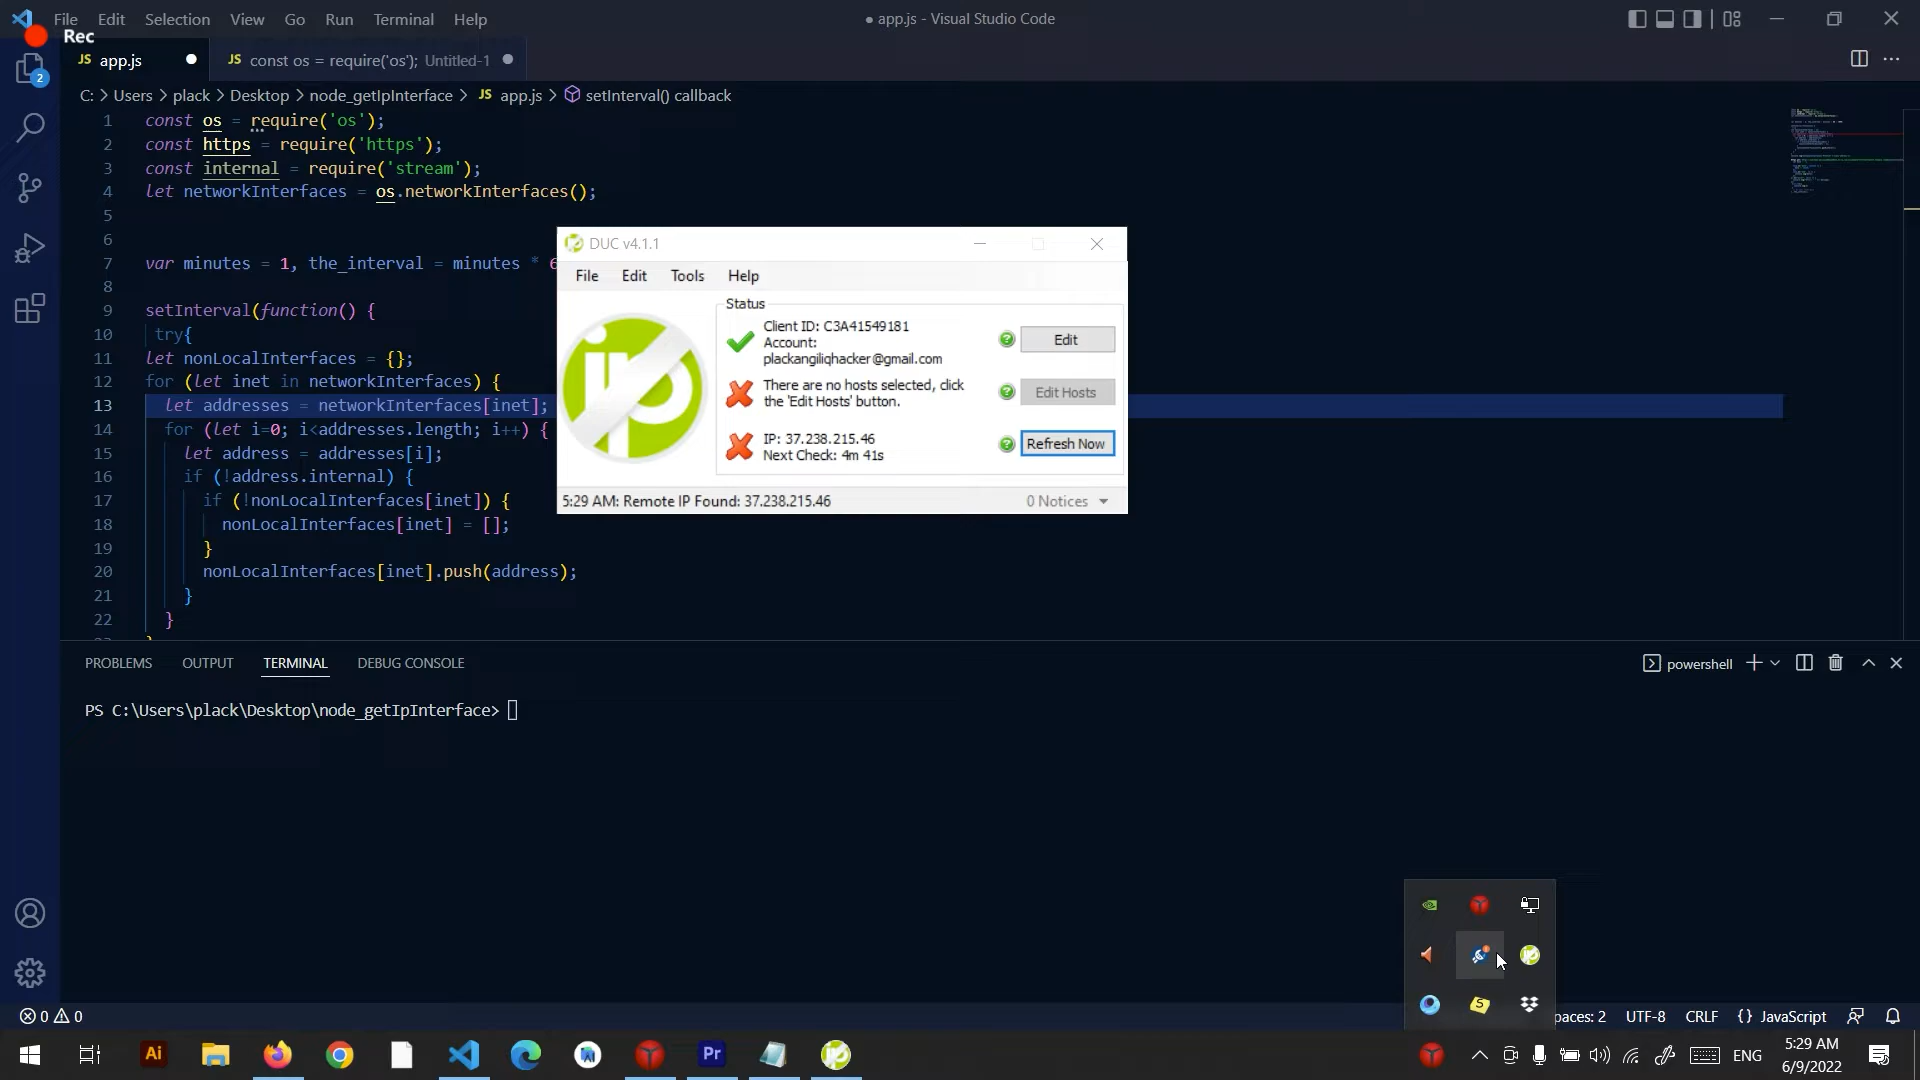 File Edit Selection View Go Run Terminal Help
● app.js - Visual Studio Code
Rec
JS app.js ●
JS const os = require('os'); Untitled-1 ●
2
C: > Users > plack > Desktop > node_getIpInterface > JS app.js > setInterval() callback
1 const os = require('os');
2 const https = require('https');
3 const internal = require('stream');
4 let networkInterfaces = os.networkInterfaces();
5
6
7 var minutes = 1, the_interval = minutes * 6
8
9 setInterval(function() {
10 try{
11 let nonLocalInterfaces = {};
12 for (let inet in networkInterfaces) {
13 let addresses = networkInterfaces[inet];
14 for (let i=0; i<addresses.length; i++) {
15 let address = addresses[i];
16 if (!address.internal) {
17 if (!nonLocalInterfaces[inet]) {
18 nonLocalInterfaces[inet] = [];
19 }
20 nonLocalInterfaces[inet].push(address);
21 }
22 }
DUC v4.1.1
File Edit Tools Help
Status
Client ID: C3A41549181
Account:
plackangiliqhacker@gmail.com
Edit
There are no hosts selected, click
the 'Edit Hosts' button.
Edit Hosts
IP: 37.238.215.46
Next Check: 4m 41s
Refresh Now
5:29 AM: Remote IP Found: 37.238.215.46
0 Notices
PROBLEMS OUTPUT TERMINAL DEBUG CONSOLE
powershell
PS C:\Users\plack\Desktop\node_getIpInterface>
0 0
paces: 2 UTF-8 CRLF {} JavaScript
Ai
Pr
ENG
5:29 AM
6/9/2022